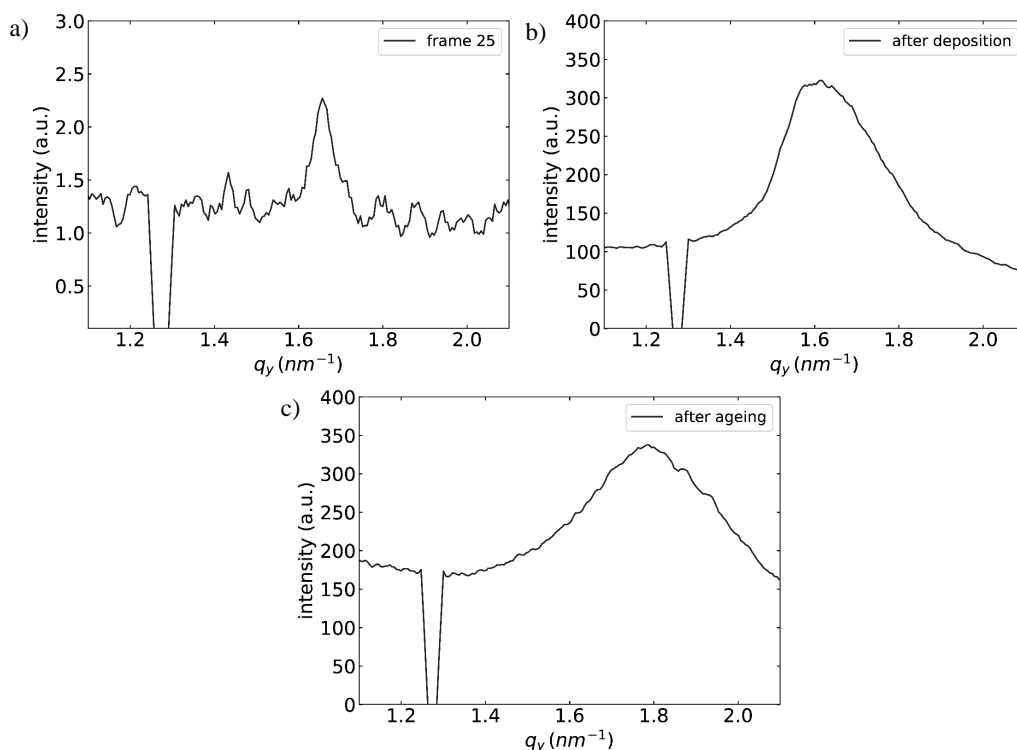 a)
3.0
2.5
2.0
1.5
1.0
0.5
intensity (a.u.)
frame 25
1.2 1.4 1.6 1.8 2.0
q_y (nm⁻¹)
b)
400
350
300
250
200
150
100
50
0
intensity (a.u.)
after deposition
1.2 1.4 1.6 1.8 2.0
q_y (nm⁻¹)
c)
400
350
300
250
200
150
100
50
0
intensity (a.u.)
after ageing
1.2 1.4 1.6 1.8 2.0
q_y (nm⁻¹)